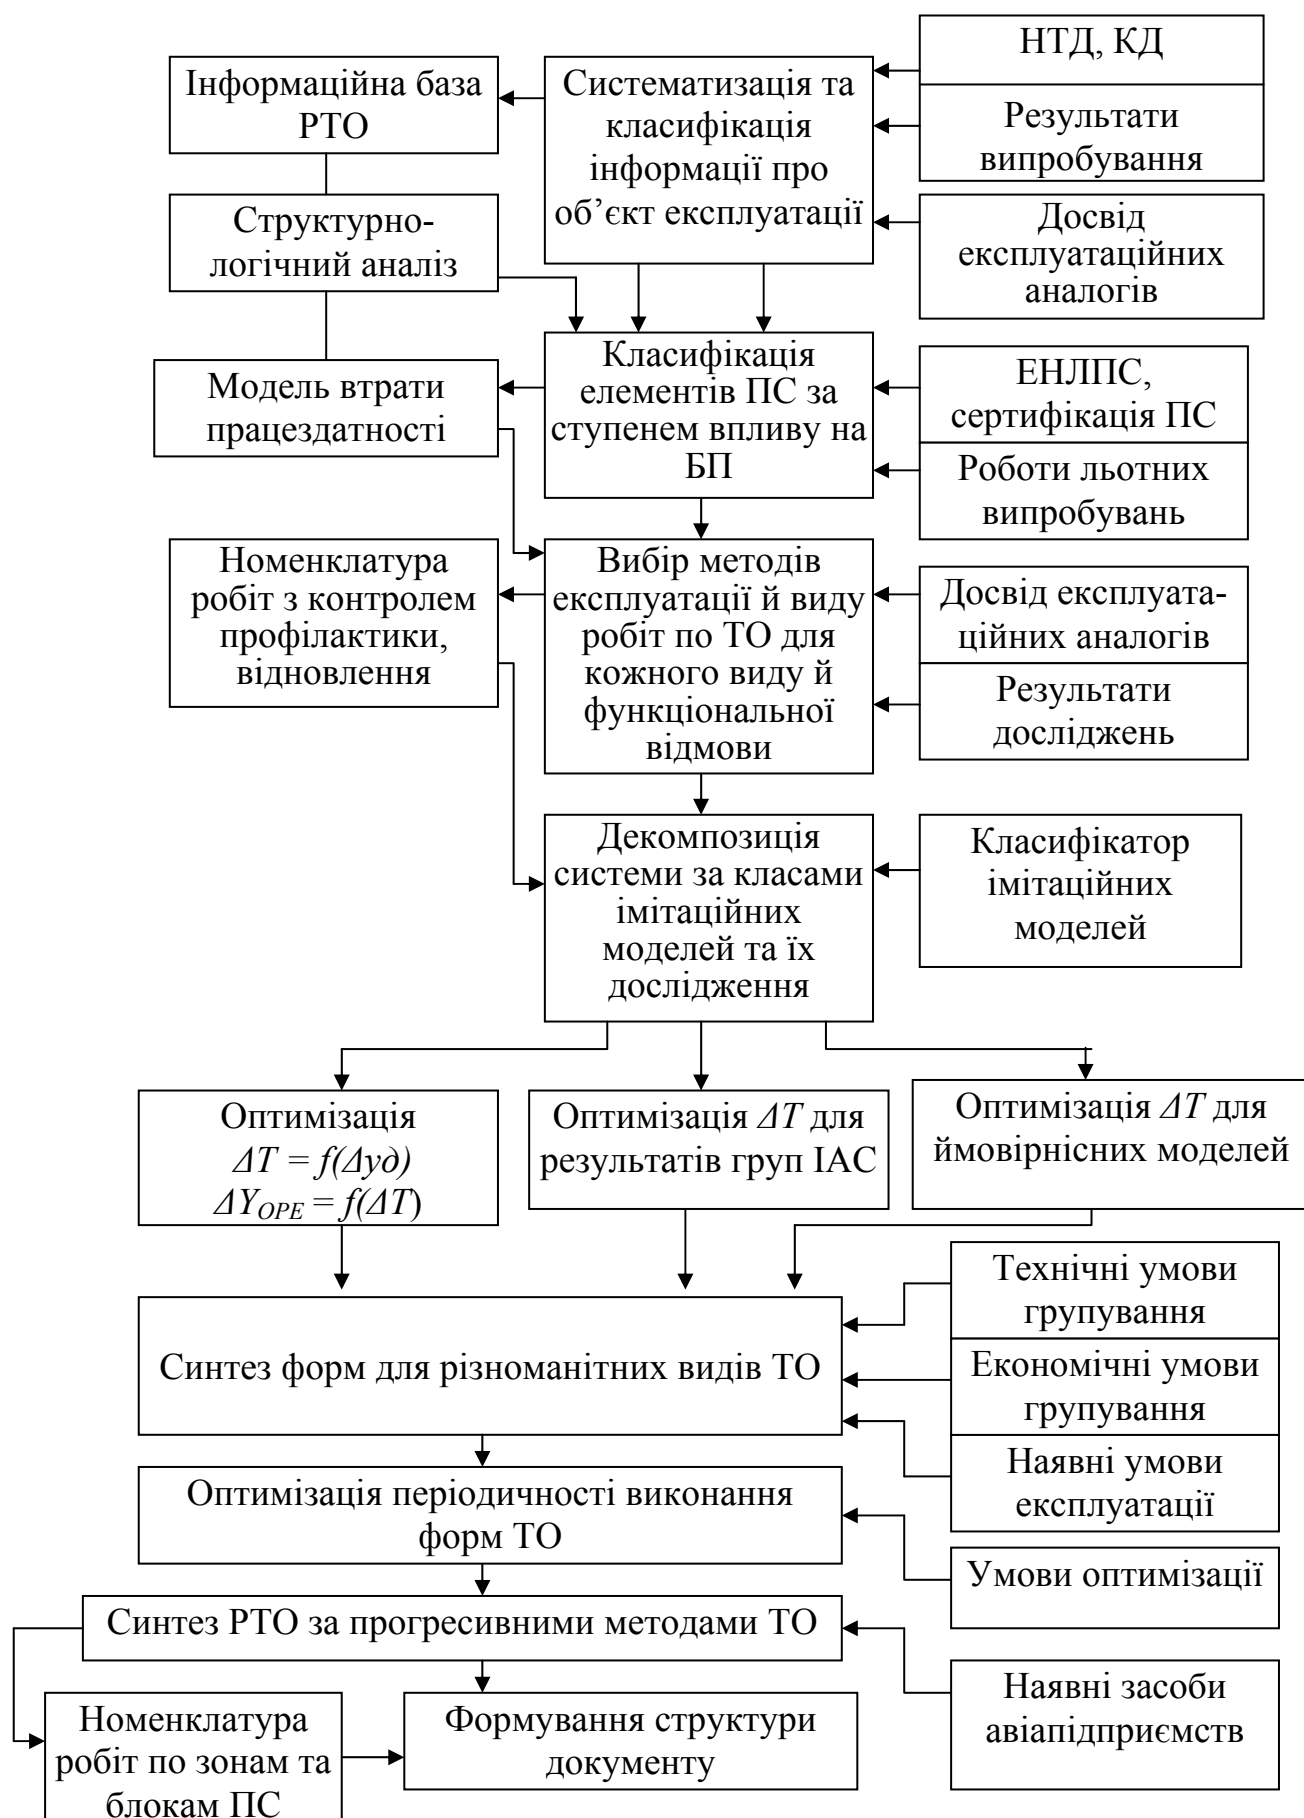 НТД, КД
Інформаційна база
РТО
Систематизація та
класифікація
інформації про
об’єкт експлуатації
Результати
випробування
Структурно-
логічний аналіз
Досвід
експлуатаційних
аналогів
Модель втрати
працездатності
Класифікація
елементів ПС за
ступенем впливу на
БП
ЕНЛПС,
сертифікація ПС
Роботи льотних
випробувань
Номенклатура
робіт з контролем
профілактики,
відновлення
Вибір методів
експлуатації й виду
робіт по ТО для
кожного виду й
функціональної
відмови
Досвід експлуата-
ційних аналогів
Результати
досліджень
Декомпозиція
системи за класами
імітаційних
моделей та їх
дослідження
Класифікатор
імітаційних
моделей
Оптимізація
ΔT = f(Δyд)
ΔY_OPE = f(ΔT)
Оптимізація ΔT для
результатів груп ІАС
Оптимізація ΔT для
ймовірнісних моделей
Синтез форм для різноманітних видів ТО
Технічні умови
групування
Економічні умови
групування
Наявні умови
експлуатації
Оптимізація періодичності виконання
форм ТО
Умови оптимізації
Синтез РТО за прогресивними методами ТО
Наявні засоби
авіапідприємств
Номенклатура
робіт по зонам та
блокам ПС
Формування структури
документу